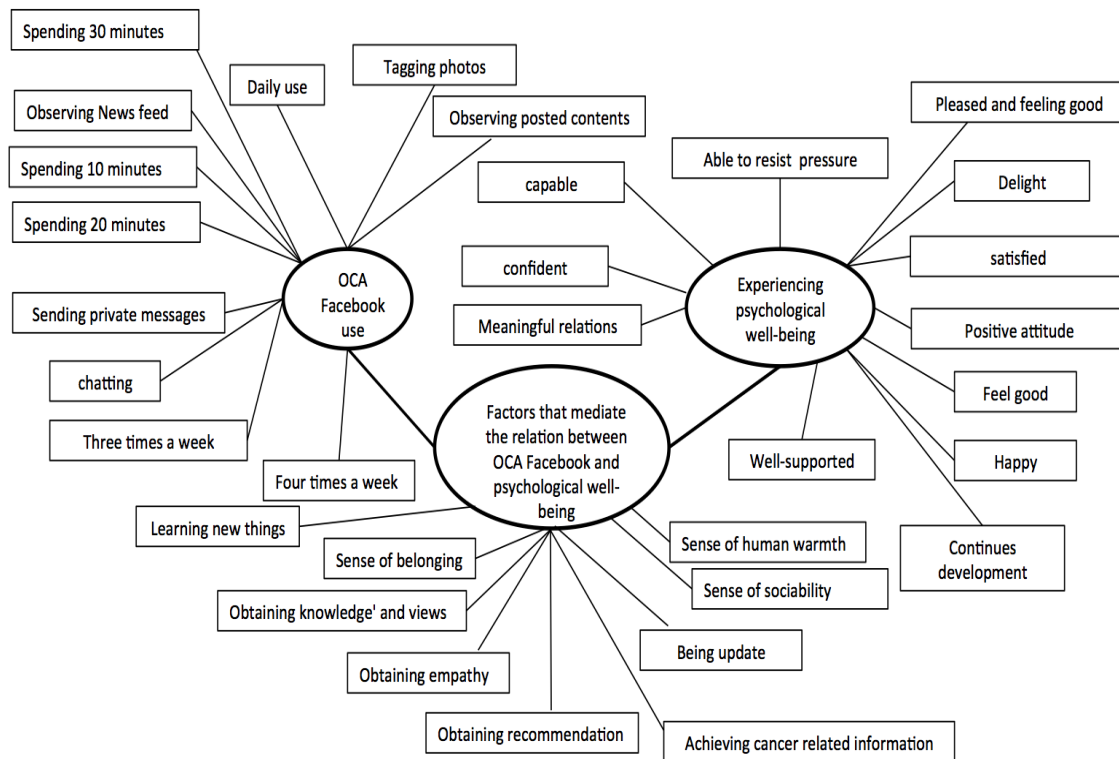 Spending 30 minutes
Daily use
Tagging photos
Observing News feed
Observing posted contents
Spending 10 minutes
Spending 20 minutes
OCA
Facebook
use
Sending private messages
chatting
Three times a week
Four times a week
Able to resist pressure
Pleased and feeling good
capable
Delight
confident
satisfied
Meaningful relations
Experiencing
psychological
well-being
Positive attitude
Feel good
Well-supported
Happy
Continues
development
Factors that mediate
the relation between
OCA Facebook and
psychological well-
being
Learning new things
Sense of belonging
Sense of human warmth
Sense of sociability
Obtaining knowledge' and views
Being update
Obtaining empathy
Obtaining recommendation
Achieving cancer related information